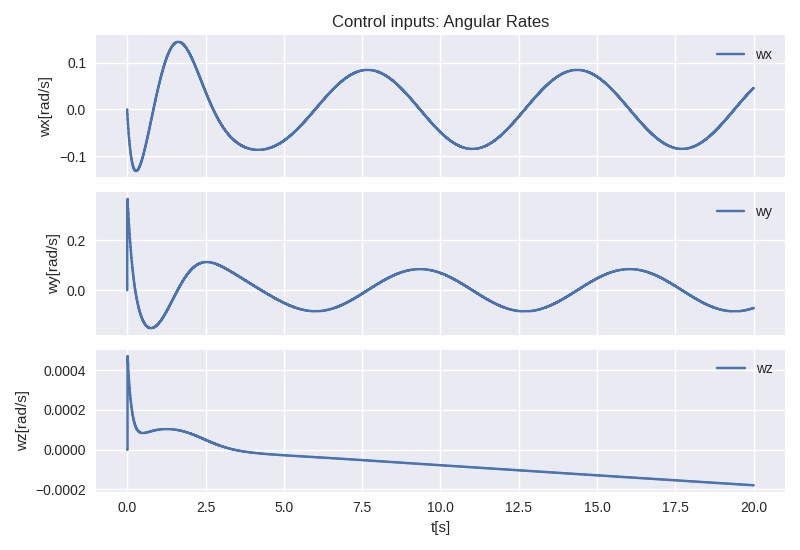 Control inputs: Angular Rates
wx[rad/s]
0.1
0.0
−0.1
wx
wy[rad/s]
0.2
0.0
wy
wz[rad/s]
0.0004
0.0002
0.0000
−0.0002
wz
0.0 2.5 5.0 7.5 10.0 12.5 15.0 17.5 20.0
t[s]